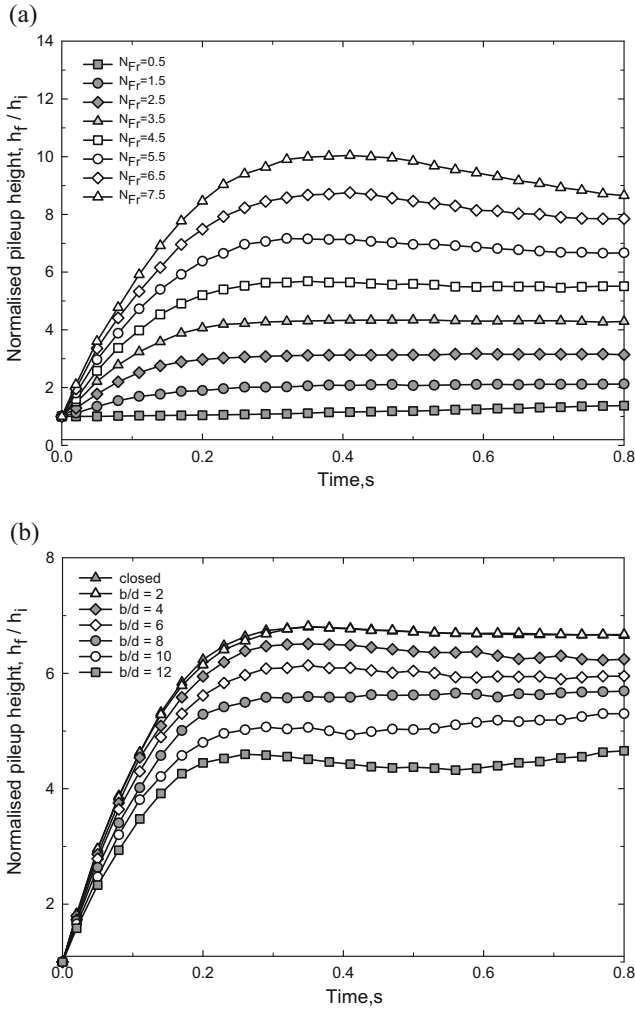 (a)
14
12
10
8
6
4
2
0
Normalised pileup height, h_f / h_i
N_Fr=0.5
N_Fr=1.5
N_Fr=2.5
N_Fr=3.5
N_Fr=4.5
N_Fr=5.5
N_Fr=6.5
N_Fr=7.5
0.0 0.2 0.4 0.6 0.8
Time,s
(b)
8
6
4
2
Normalised pileup height, h_f / h_i
closed
b/d = 2
b/d = 4
b/d = 6
b/d = 8
b/d = 10
b/d = 12
0.0 0.2 0.4 0.6 0.8
Time,s